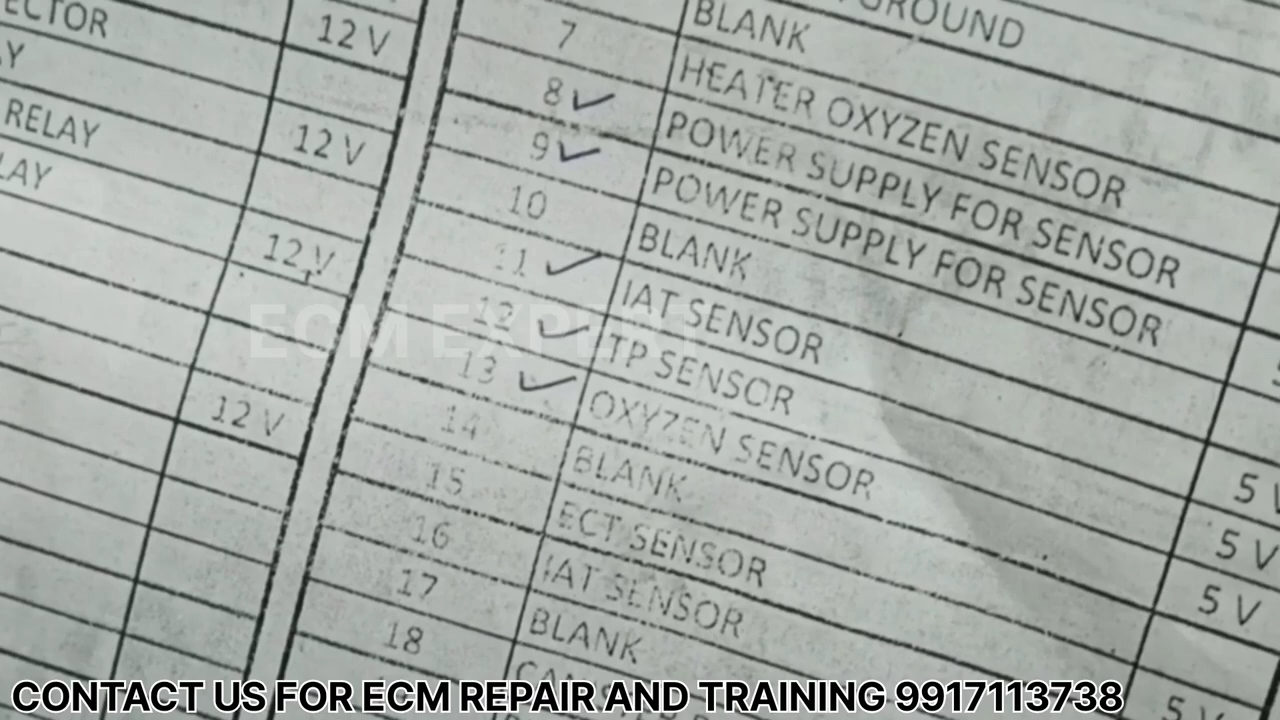 ECTOR 12 V
AY
RELAY 12 V
LAY
12 V
12 V
GROUND
BLANK
7 HEATER OXYZEN SENSOR
8 POWER SUPPLY FOR SENSOR
9 POWER SUPPLY FOR SENSOR
10 BLANK
11 IAT SENSOR 5 V
12 TP SENSOR 5 V
13 OXYZEN SENSOR 5 V
14 BLANK
15 ECT SENSOR 5 V
16 IAT SENSOR
17 BLANK
18
ECM EXPERT
CONTACT US FOR ECM REPAIR AND TRAINING 9917113738